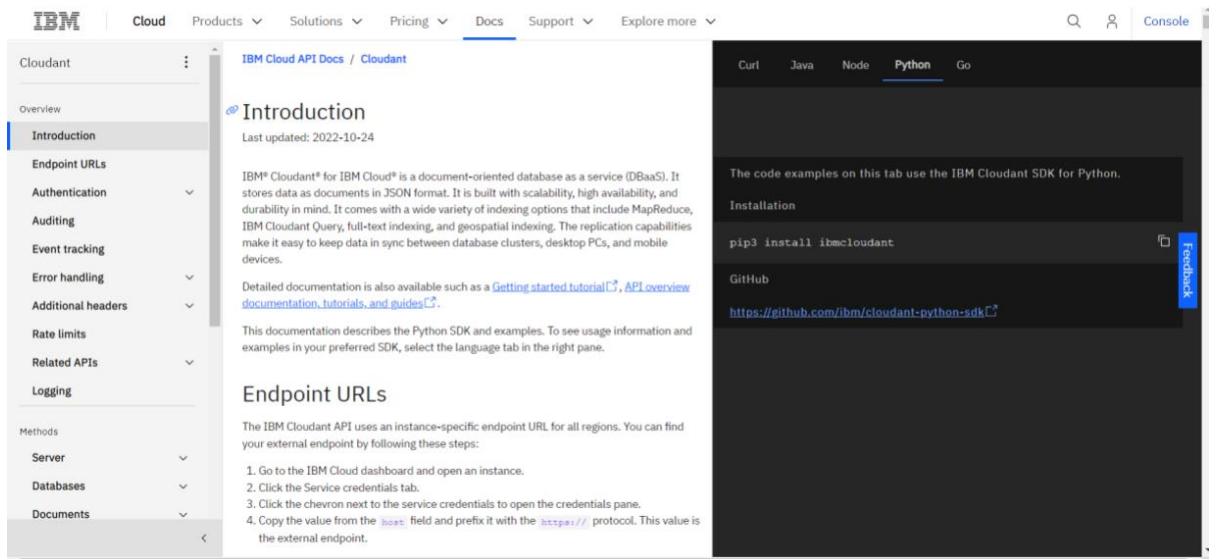 IBM Cloud Products Solutions Pricing Docs Support Explore more Console
Cloudant
Overview
Introduction
Endpoint URLs
Authentication
Auditing
Event tracking
Error handling
Additional headers
Rate limits
Related APIs
Logging
Methods
Server
Databases
Documents
IBM Cloud API Docs / Cloudant
Introduction
Last updated: 2022-10-24
IBM® Cloudant® for IBM Cloud® is a document-oriented database as a service (DBaaS). It
stores data as documents in JSON format. It is built with scalability, high availability, and
durability in mind. It comes with a wide variety of indexing options that include MapReduce,
IBM Cloudant Query, full-text indexing, and geospatial indexing. The replication capabilities
make it easy to keep data in sync between database clusters, desktop PCs, and mobile
devices.
Detailed documentation is also available such as a Getting started tutorial, API overview
documentation, tutorials, and guides.
This documentation describes the Python SDK and examples. To see usage information and
examples in your preferred SDK, select the language tab in the right pane.
Endpoint URLs
The IBM Cloudant API uses an instance-specific endpoint URL for all regions. You can find
your external endpoint by following these steps:
1. Go to the IBM Cloud dashboard and open an instance.
2. Click the Service credentials tab.
3. Click the chevron next to the service credentials to open the credentials pane.
4. Copy the value from the host field and prefix it with the https:// protocol. This value is
the external endpoint.
Curl Java Node Python Go
The code examples on this tab use the IBM Cloudant SDK for Python.
Installation
pip3 install ibmcloudant
GitHub
https://github.com/ibm/cloudant-python-sdk
Feedback